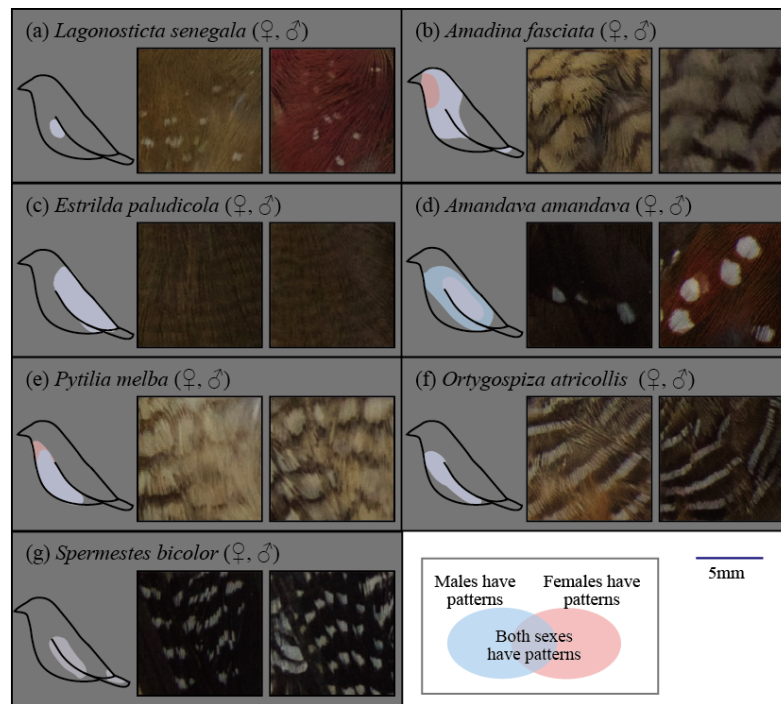 (a) Lagonosticta senegala (♀, ♂)
(b) Amadina fasciata (♀, ♂)
(c) Estrilda paludicola (♀, ♂)
(d) Amandava amandava (♀, ♂)
(e) Pytilia melba (♀, ♂)
(f) Ortygospiza atricollis (♀, ♂)
(g) Spermestes bicolor (♀, ♂)
Males have
patterns
Females have
patterns
Both sexes
have patterns
5mm